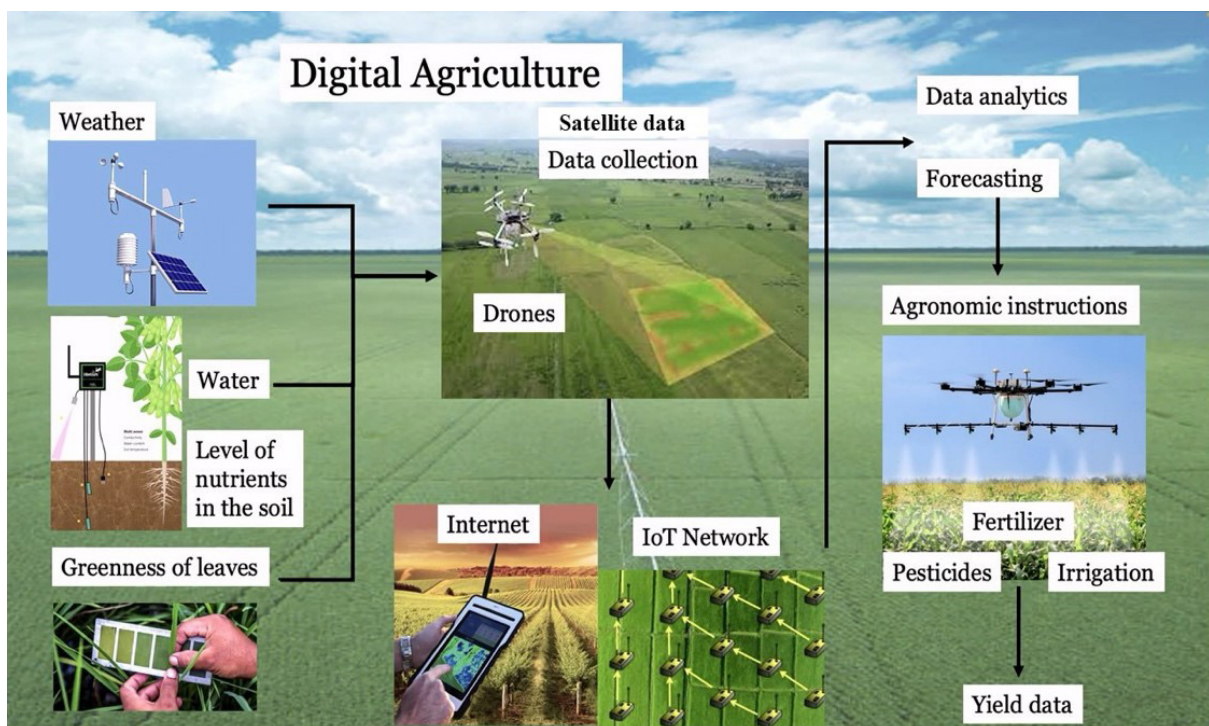 Digital Agriculture
Weather
Water
Level of
nutrients
in the soil
Greenness of leaves
Satellite data
Data collection
Drones
Internet
IoT Network
Data analytics
Forecasting
Agronomic instructions
Fertilizer
Pesticides
Irrigation
Yield data